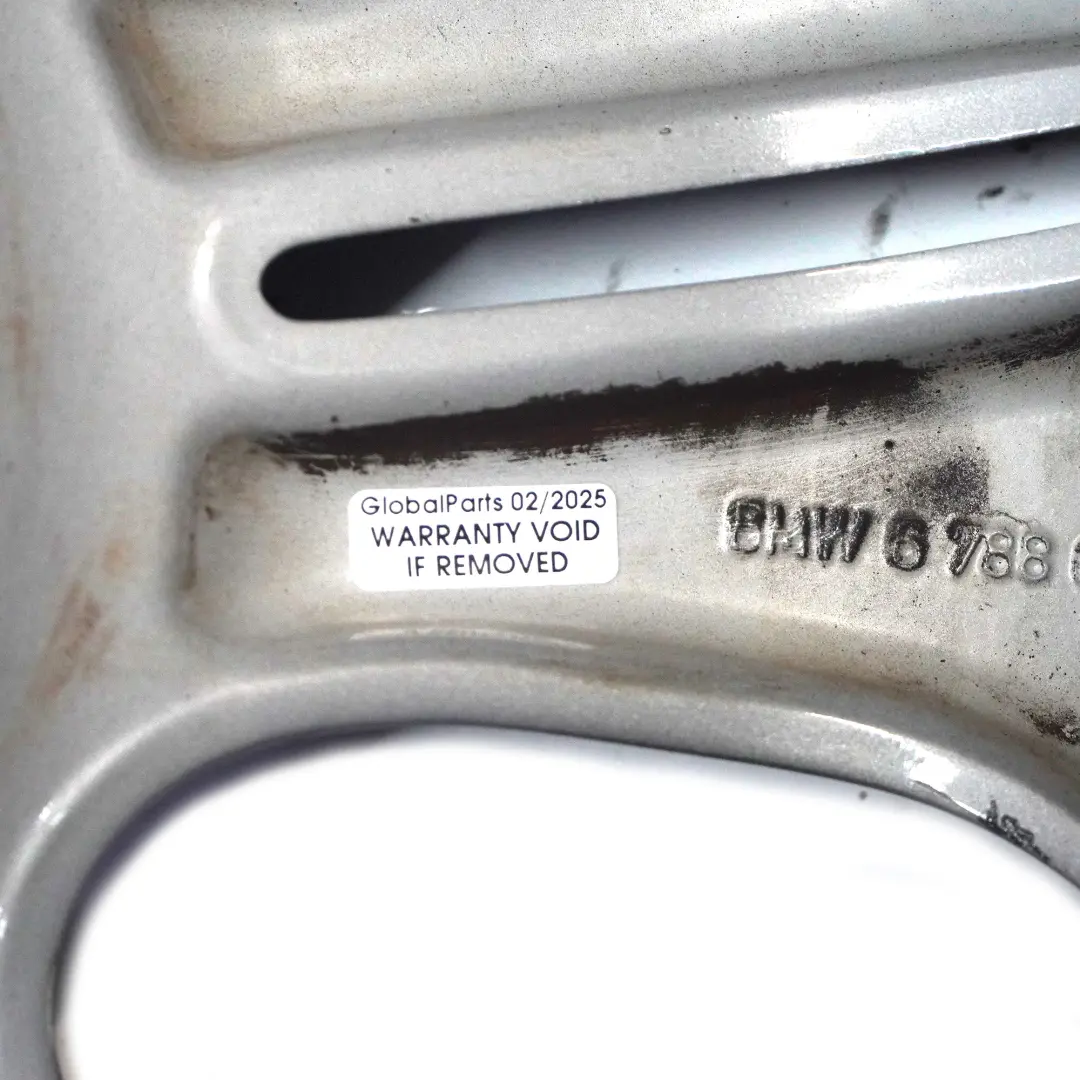 GlobalParts 02/2025
WARRANTY VOID
IF REMOVED
BMW 6 788